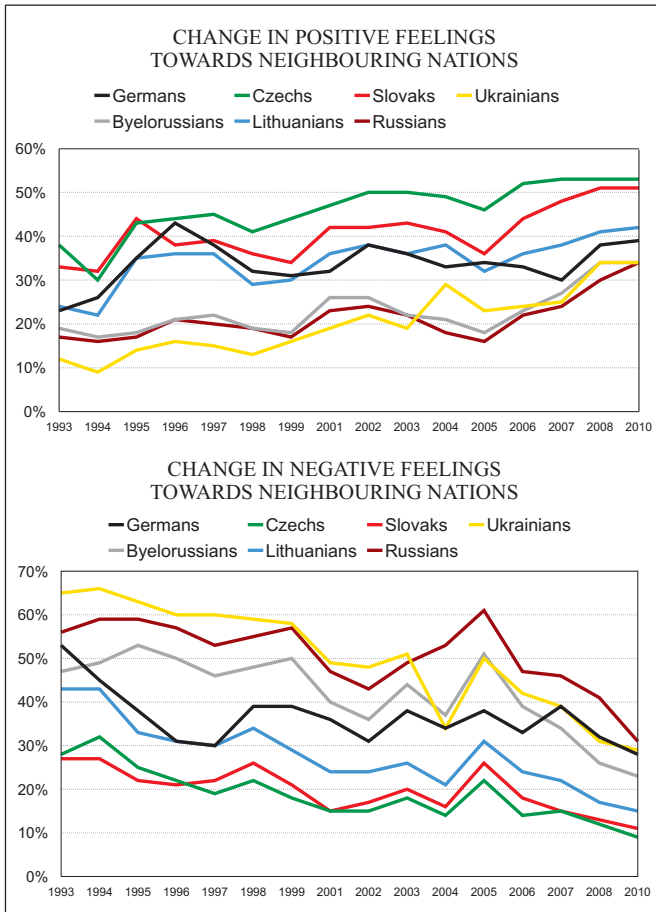 CHANGE IN POSITIVE FEELINGS
TOWARDS NEIGHBOURING NATIONS
Germans Czechs Slovaks Ukrainians
Byelorussians Lithuanians Russians
60%
50%
40%
30%
20%
10%
0%
1993 1994 1995 1996 1997 1998 1999 2001 2002 2003 2004 2005 2006 2007 2008 2010
CHANGE IN NEGATIVE FEELINGS
TOWARDS NEIGHBOURING NATIONS
Germans Czechs Slovaks Ukrainians
Byelorussians Lithuanians Russians
70%
60%
50%
40%
30%
20%
10%
0%
1993 1994 1995 1996 1997 1998 1999 2001 2002 2003 2004 2005 2006 2007 2008 2010